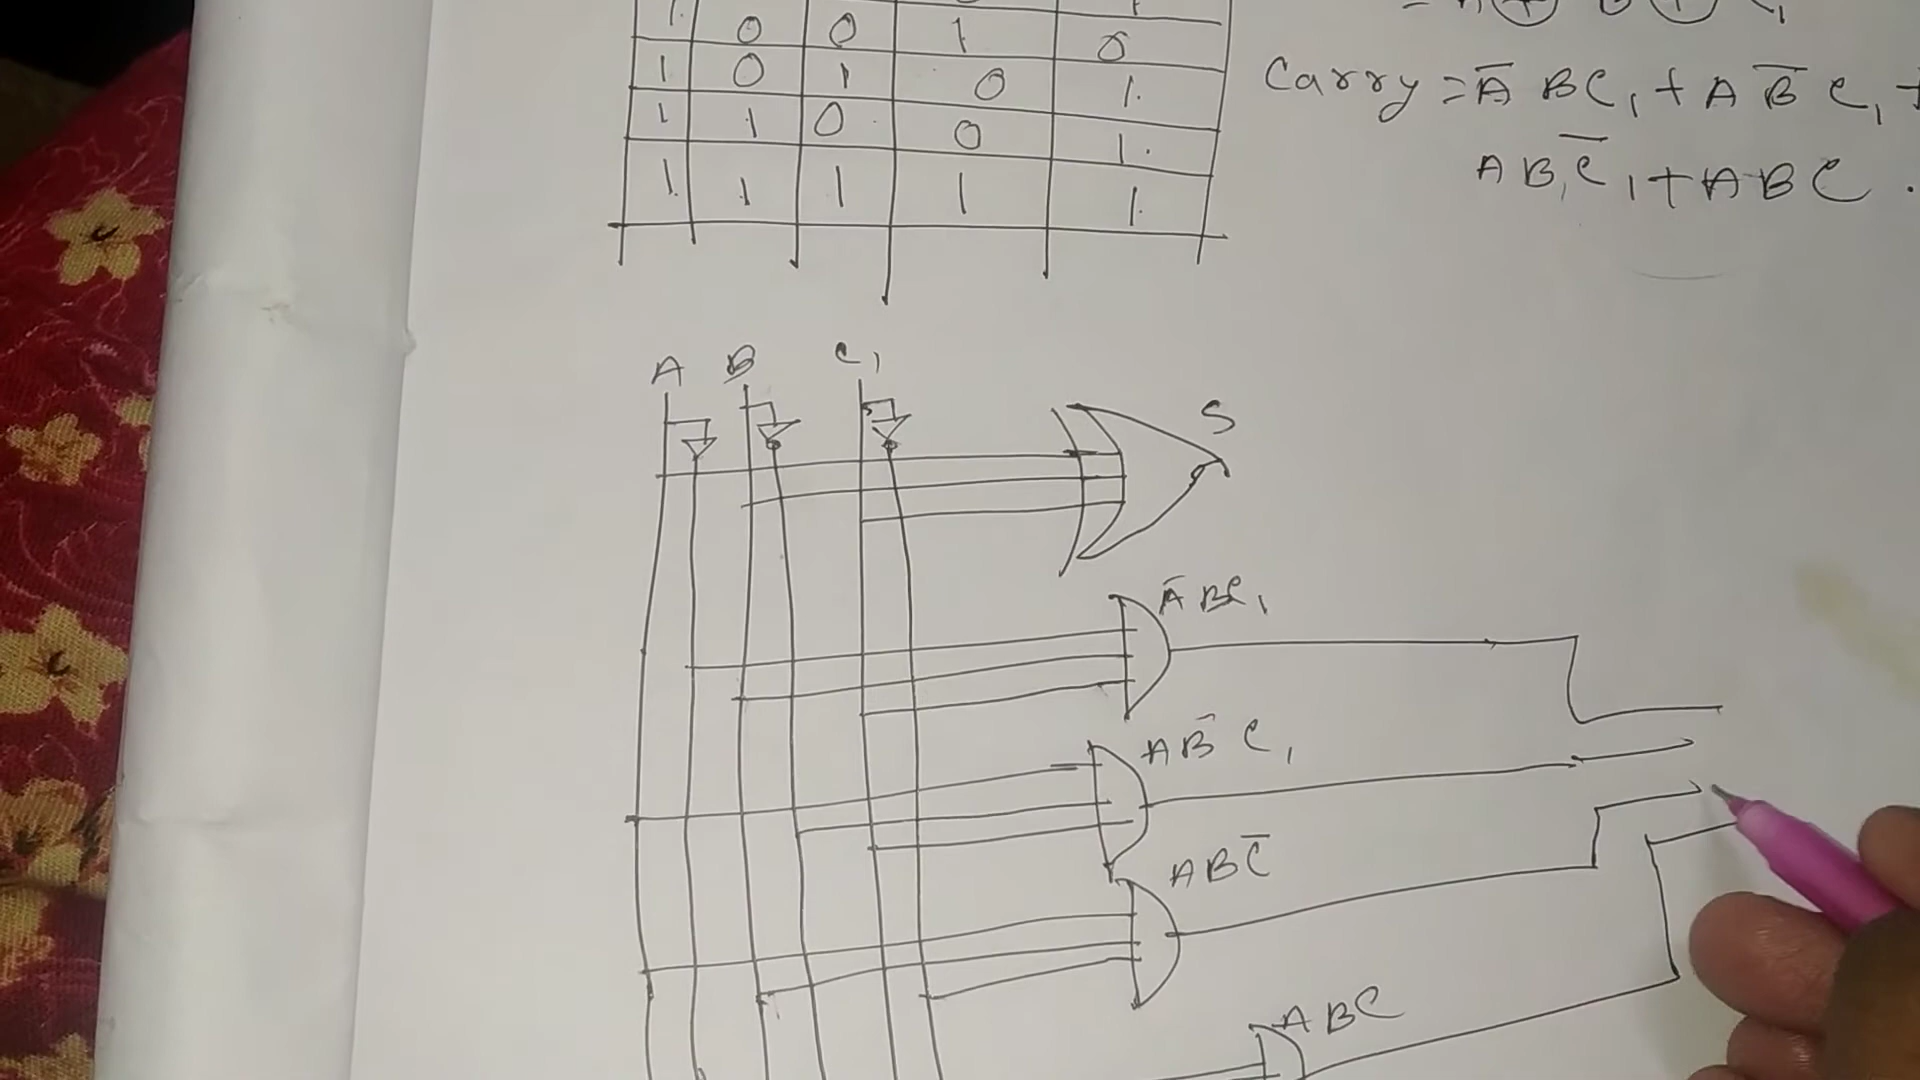 1 0 0 1 0
1 0 1 0 1
1 1 0 0 1
1 1 1 1 1
Carry = A̅ B C₁ + A B̅ C₁ +
A B C̅₁ + A B C .
A B C₁
S
A̅ B C₁
A B̅ C₁
A B C̅
A B C